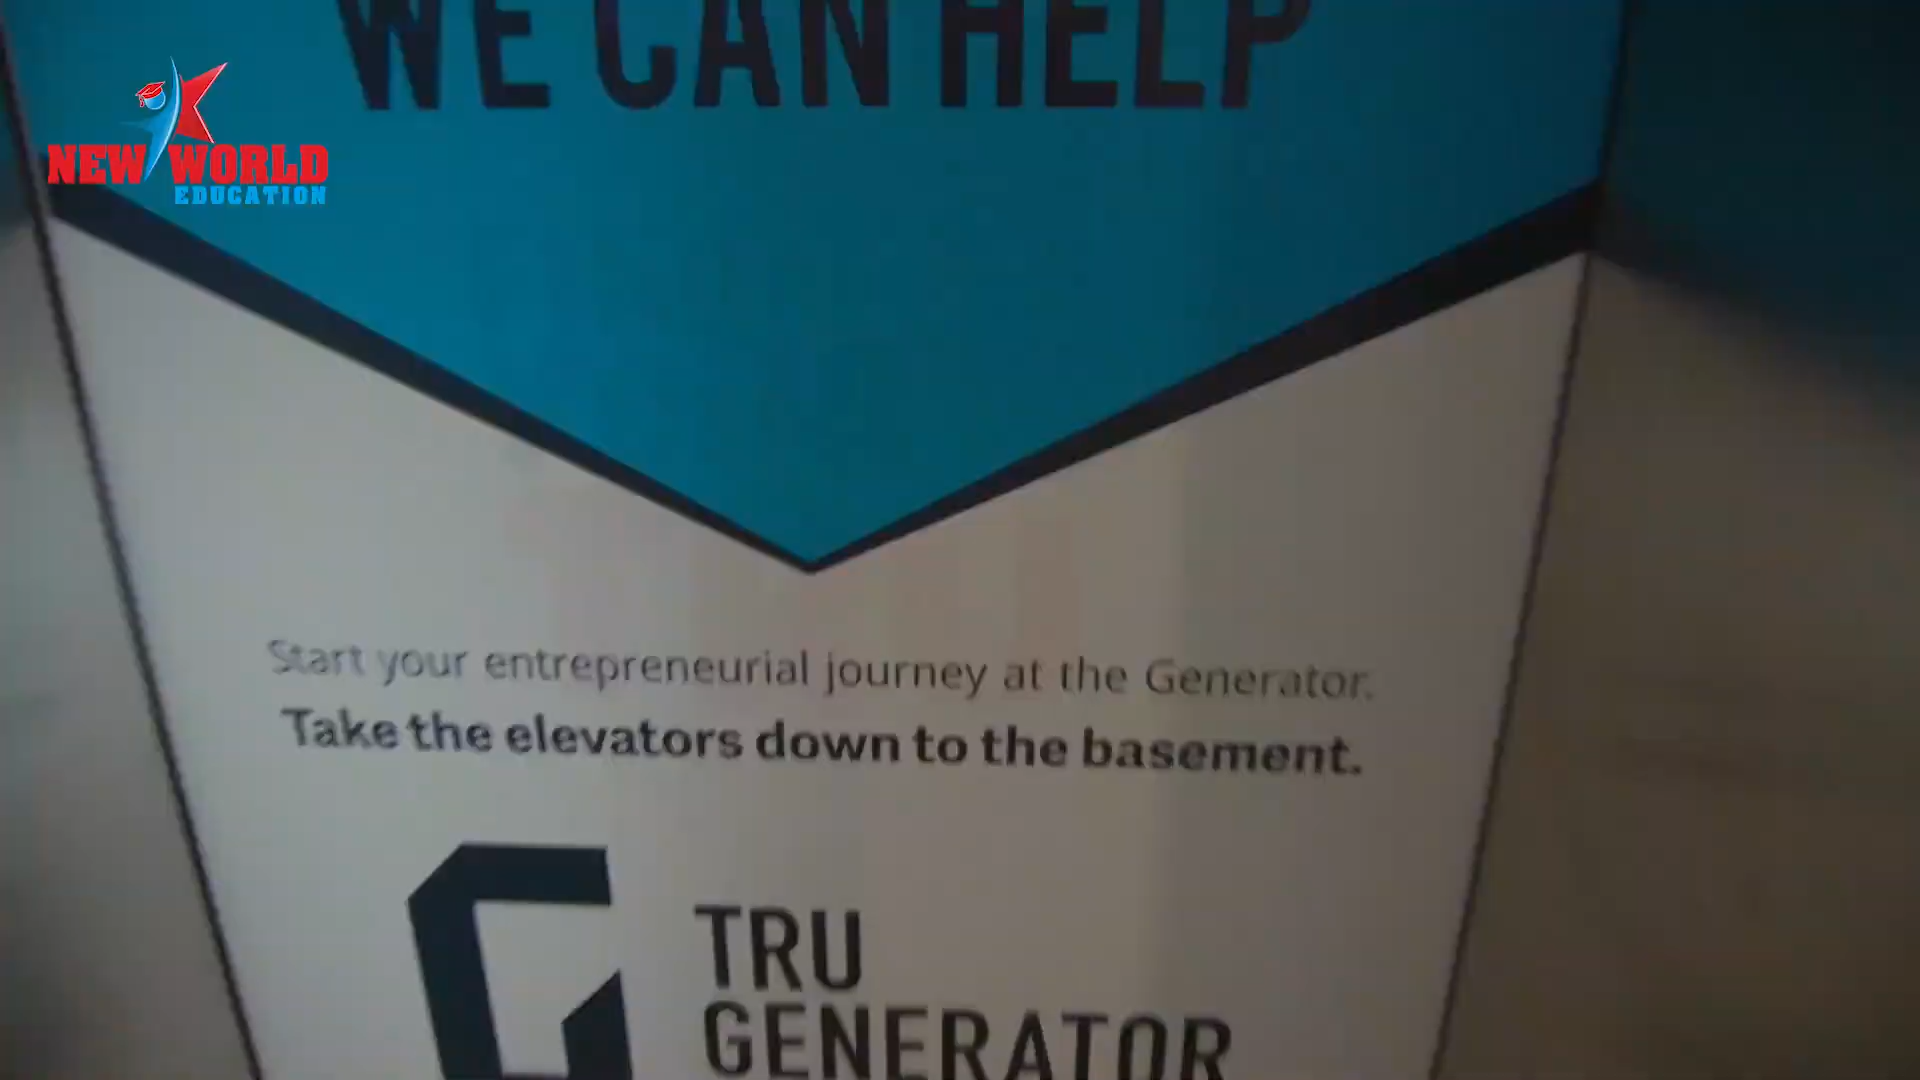 WE CAN HELP
NEW WORLD
EDUCATION
Start your entrepreneurial journey at the Generator.
Take the elevators down to the basement.
TRU
GENERATOR